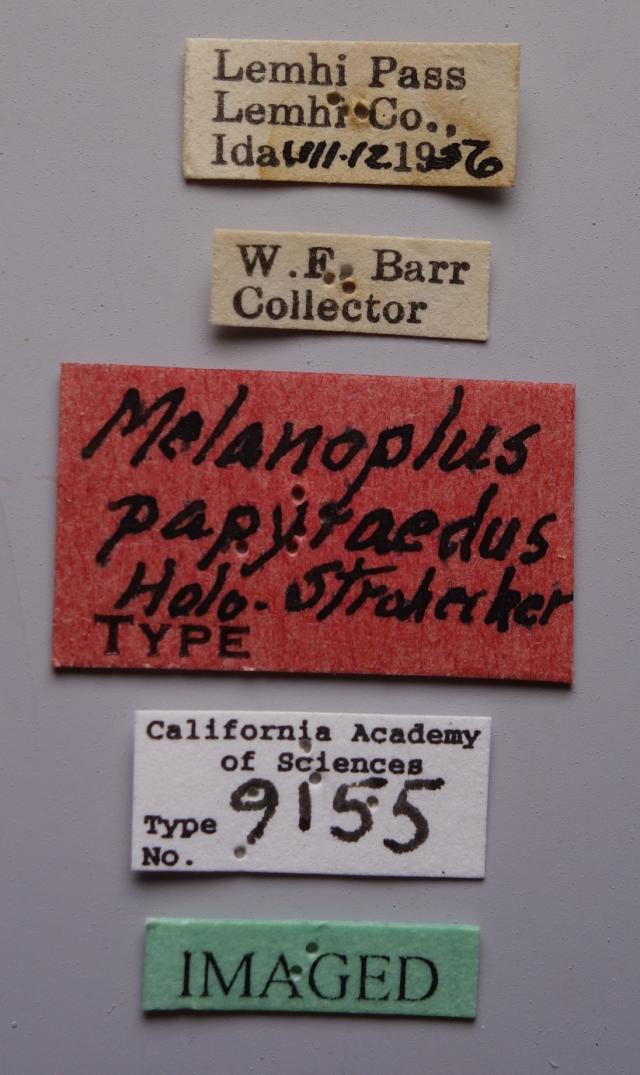 Lemhi Pass
Lemhi Co.,
Ida VII-12 1956
W.F. Barr
Collector
Melanoplus
papyraedus
Holo. Strohecker
TYPE
California Academy
of Sciences
Type
No. 9155
IMAGED